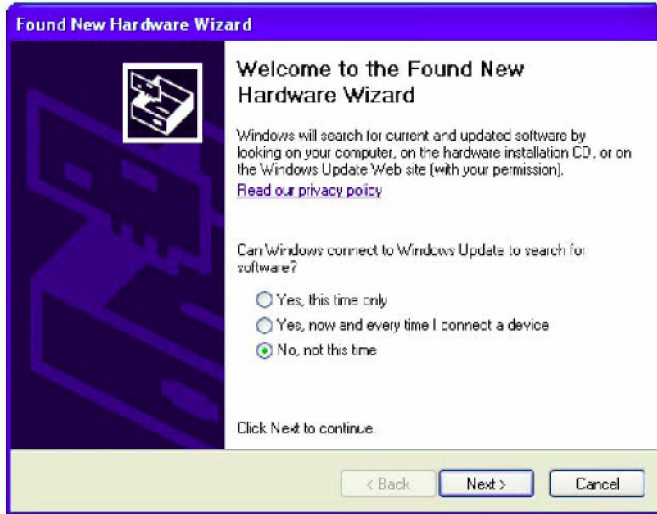 Found New Hardware Wizard
Welcome to the Found New
Hardware Wizard
Windows will search for current and updated software by
looking on your computer, on the hardware installation CD, or on
the Windows Update Web site (with your permission).
Read our privacy policy
Can Windows connect to Windows Update to search for
software?
Yes, this time only
Yes, now and every time I connect a device
No, not this time
Click Next to continue.
< Back
Next >
Cancel